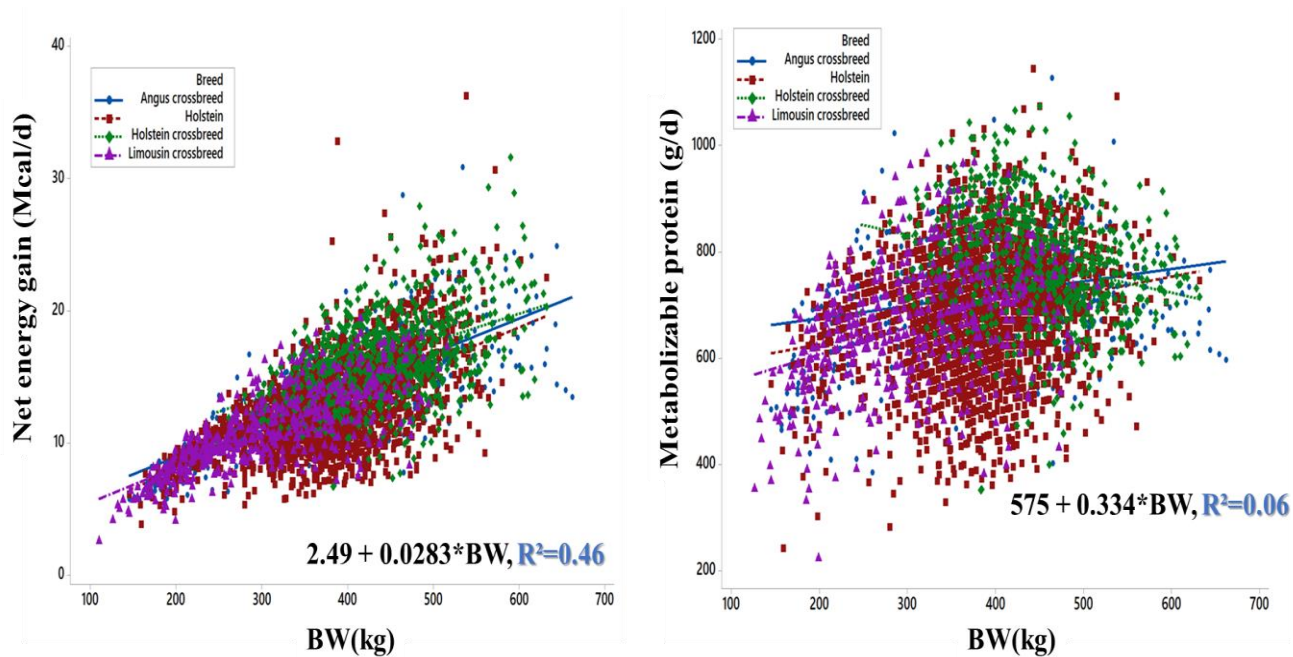 Net energy gain (Mcal/d)
40
30
20
10
0
Breed
Angus crossbreed
Holstein
Holstein crossbreed
Limousin crossbreed
2.49 + 0.0283*BW, R²=0.46
100 200 300 400 500 600 700
BW(kg)
Metabolizable protein (g/d)
1200
1000
800
600
400
200
Breed
Angus crossbreed
Holstein
Holstein crossbreed
Limousin crossbreed
575 + 0.334*BW, R²=0.06
100 200 300 400 500 600 700
BW(kg)